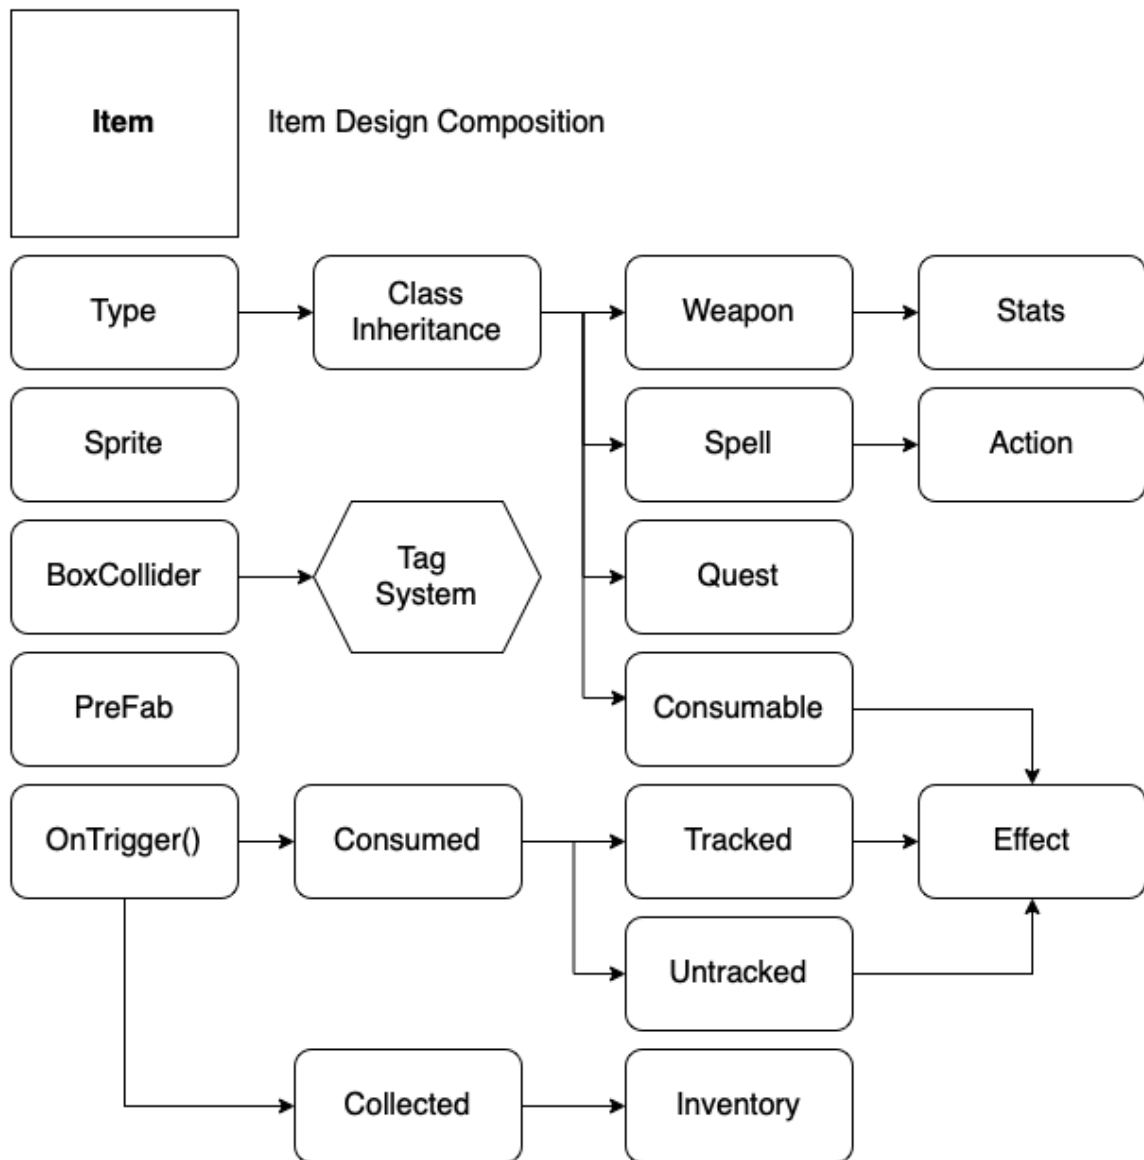 Item
Item Design Composition
Type
Class
Inheritance
Weapon
Stats
Sprite
Spell
Action
BoxCollider
Tag
System
Quest
PreFab
Consumable
OnTrigger()
Consumed
Tracked
Effect
Untracked
Collected
Inventory